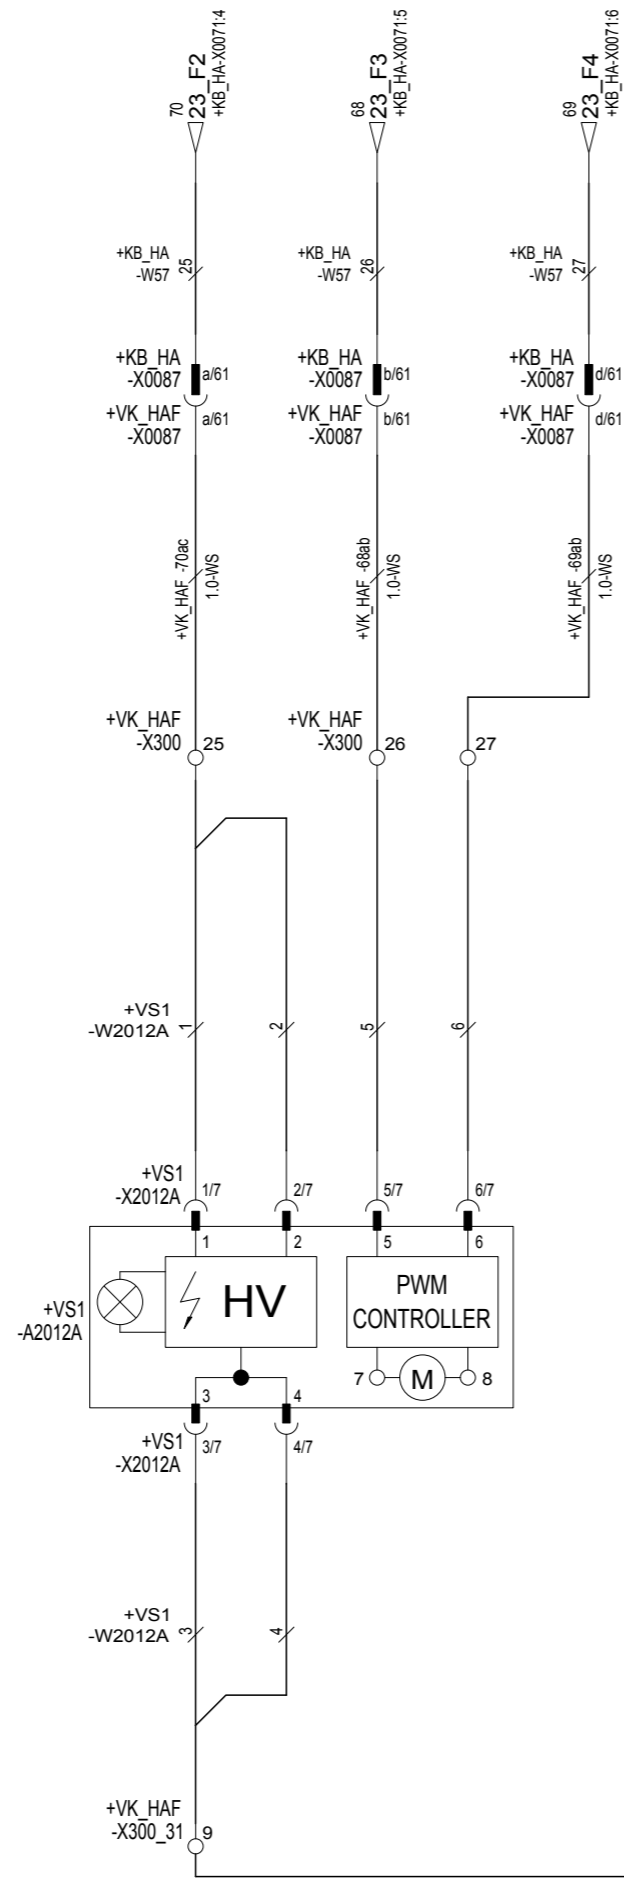 70
23_F2
+KB_HA-X0071:4
68
23_F3
+KB_HA-X0071:5
69
23_F4
+KB_HA-X0071:6
+KB_HA
-W57
25
+KB_HA
-W57
26
+KB_HA
-W57
27
+KB_HA
-X0087
a/61
+VK_HAF
-X0087
a/61
+KB_HA
-X0087
b/61
+VK_HAF
-X0087
b/61
+KB_HA
-X0087
d/61
+VK_HAF
-X0087
d/61
+VK_HAF -70ac
1.0-WS
+VK_HAF -68ab
1.0-WS
+VK_HAF -69ab
1.0-WS
+VK_HAF
-X300
25
+VK_HAF
-X300
26
27
+VS1
-W2012A
1
2
5
6
+VS1
-X2012A
1/7
2/7
5/7
6/7
1
2
5
6
+VS1
-A2012A
HV
PWM
CONTROLLER
7
M
8
3
4
+VS1
-X2012A
3/7
4/7
+VS1
-W2012A
3
4
+VK_HAF
-X300_31
9